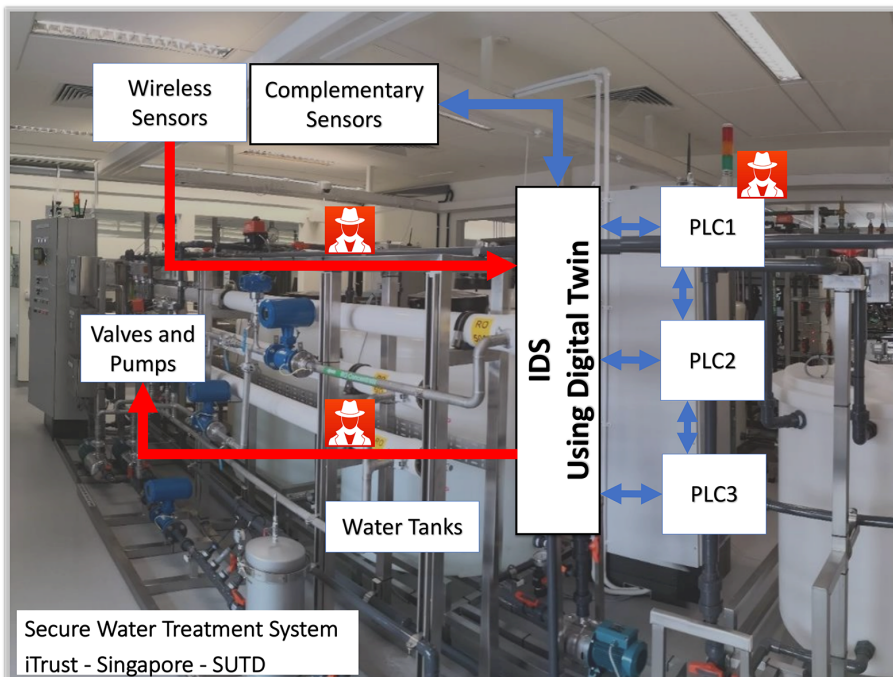 Wireless
Sensors
Complementary
Sensors
PLC1
IDS
Using Digital Twin
Valves and
Pumps
PLC2
PLC3
Water Tanks
RO
Secure Water Treatment System
iTrust - Singapore - SUTD